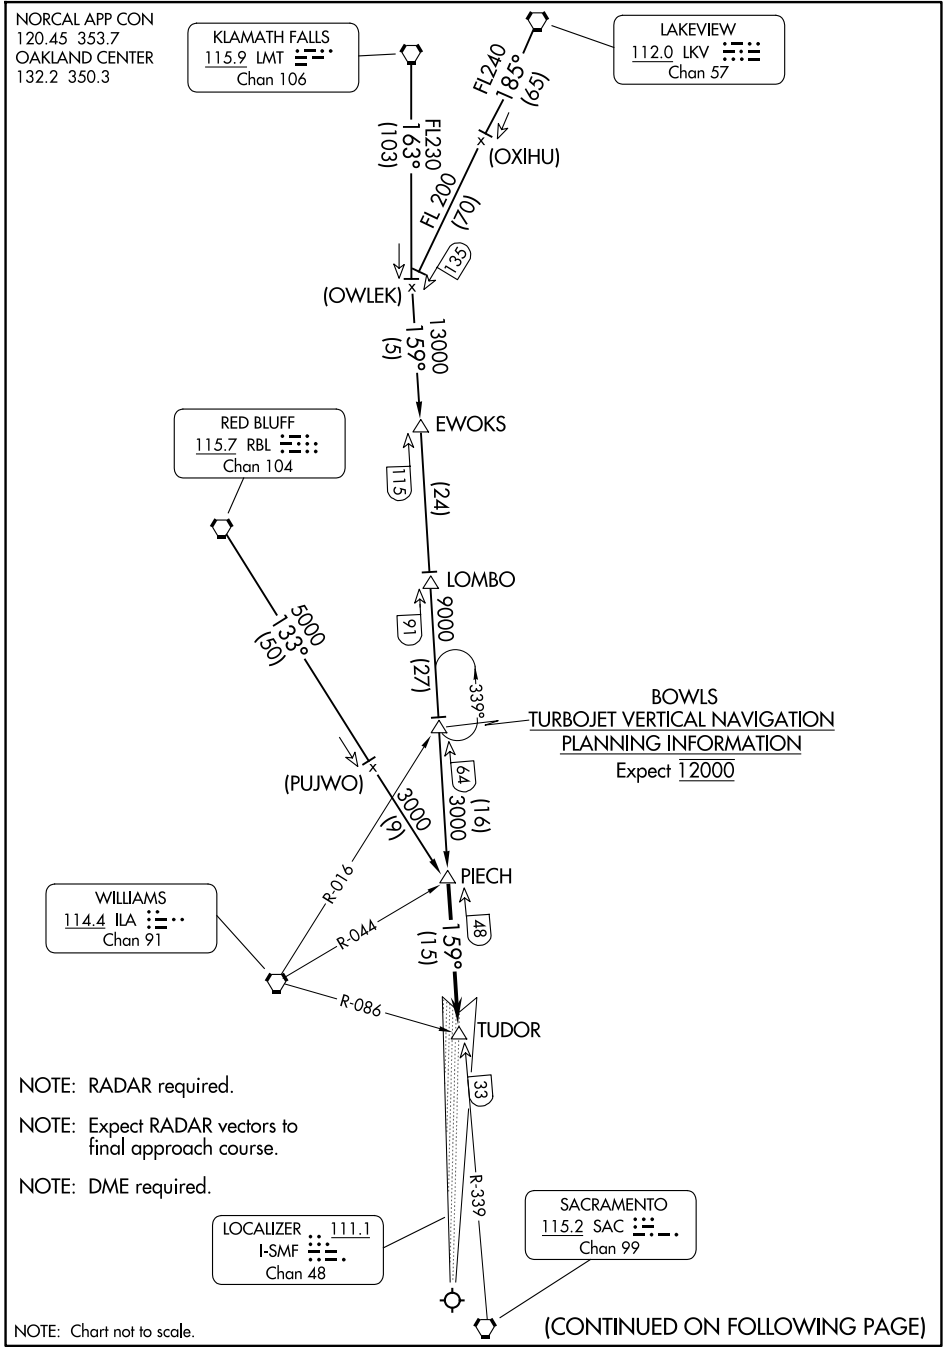 NORCAL APP CON
120.45 353.7
OAKLAND CENTER
132.2 350.3
KLAMATH FALLS
115.9 LMT
Chan 106
LAKEVIEW
112.0 LKV
Chan 57
FL240
185°
(65)
(OXIHU)
FL230
163°
(103)
FL 200
(70)
135
(OWLEK)
13000
159°
(5)
EWOKS
115
(24)
RED BLUFF
115.7 RBL
Chan 104
LOMBO
91
9000
(27)
339°
5000
133°
(50)
BOWLS
TURBOJET VERTICAL NAVIGATION
PLANNING INFORMATION
Expect 12000
(PUJWO)
3000
(9)
64
(16)
3000
PIECH
48
R-016
WILLIAMS
114.4 ILA
Chan 91
R-044
159°
(15)
R-086
TUDOR
33
NOTE: RADAR required.
NOTE: Expect RADAR vectors to
final approach course.
NOTE: DME required.
R-339
LOCALIZER 111.1
I-SMF
Chan 48
SACRAMENTO
115.2 SAC
Chan 99
NOTE: Chart not to scale.
(CONTINUED ON FOLLOWING PAGE)